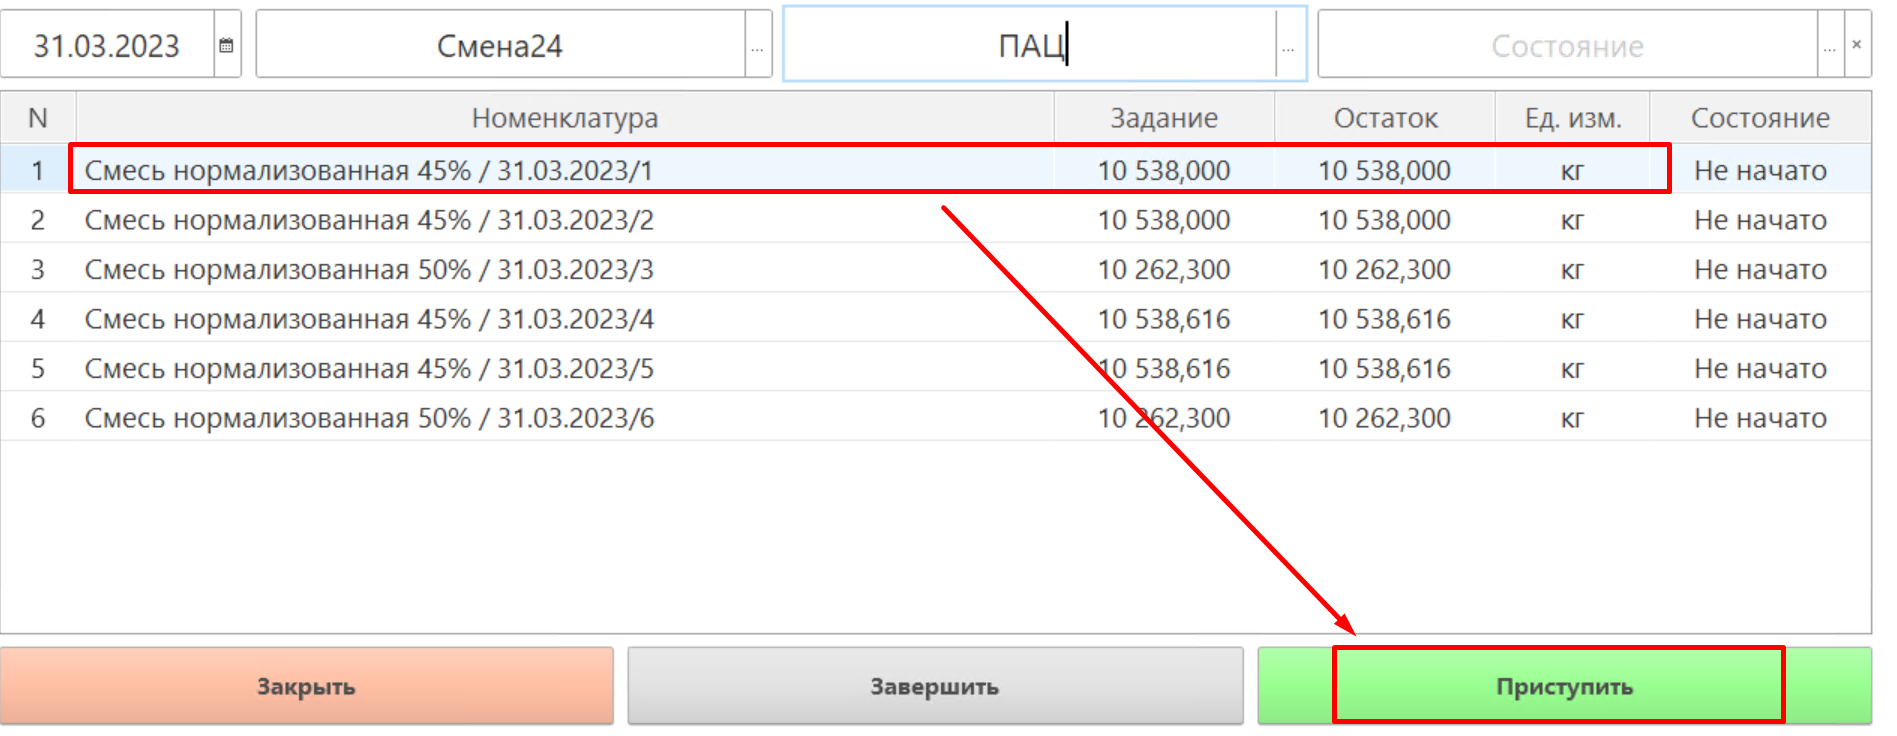 31.03.2023 Смена24 ... ПАЦ ... Состояние ... ×
N Номенклатура Задание Остаток Ед. изм. Состояние
1 Смесь нормализованная 45% / 31.03.2023/1 10 538,000 10 538,000 кг Не начато
2 Смесь нормализованная 45% / 31.03.2023/2 10 538,000 10 538,000 кг Не начато
3 Смесь нормализованная 50% / 31.03.2023/3 10 262,300 10 262,300 кг Не начато
4 Смесь нормализованная 45% / 31.03.2023/4 10 538,616 10 538,616 кг Не начато
5 Смесь нормализованная 45% / 31.03.2023/5 10 538,616 10 538,616 кг Не начато
6 Смесь нормализованная 50% / 31.03.2023/6 10 262,300 10 262,300 кг Не начато
Закрыть Завершить Приступить